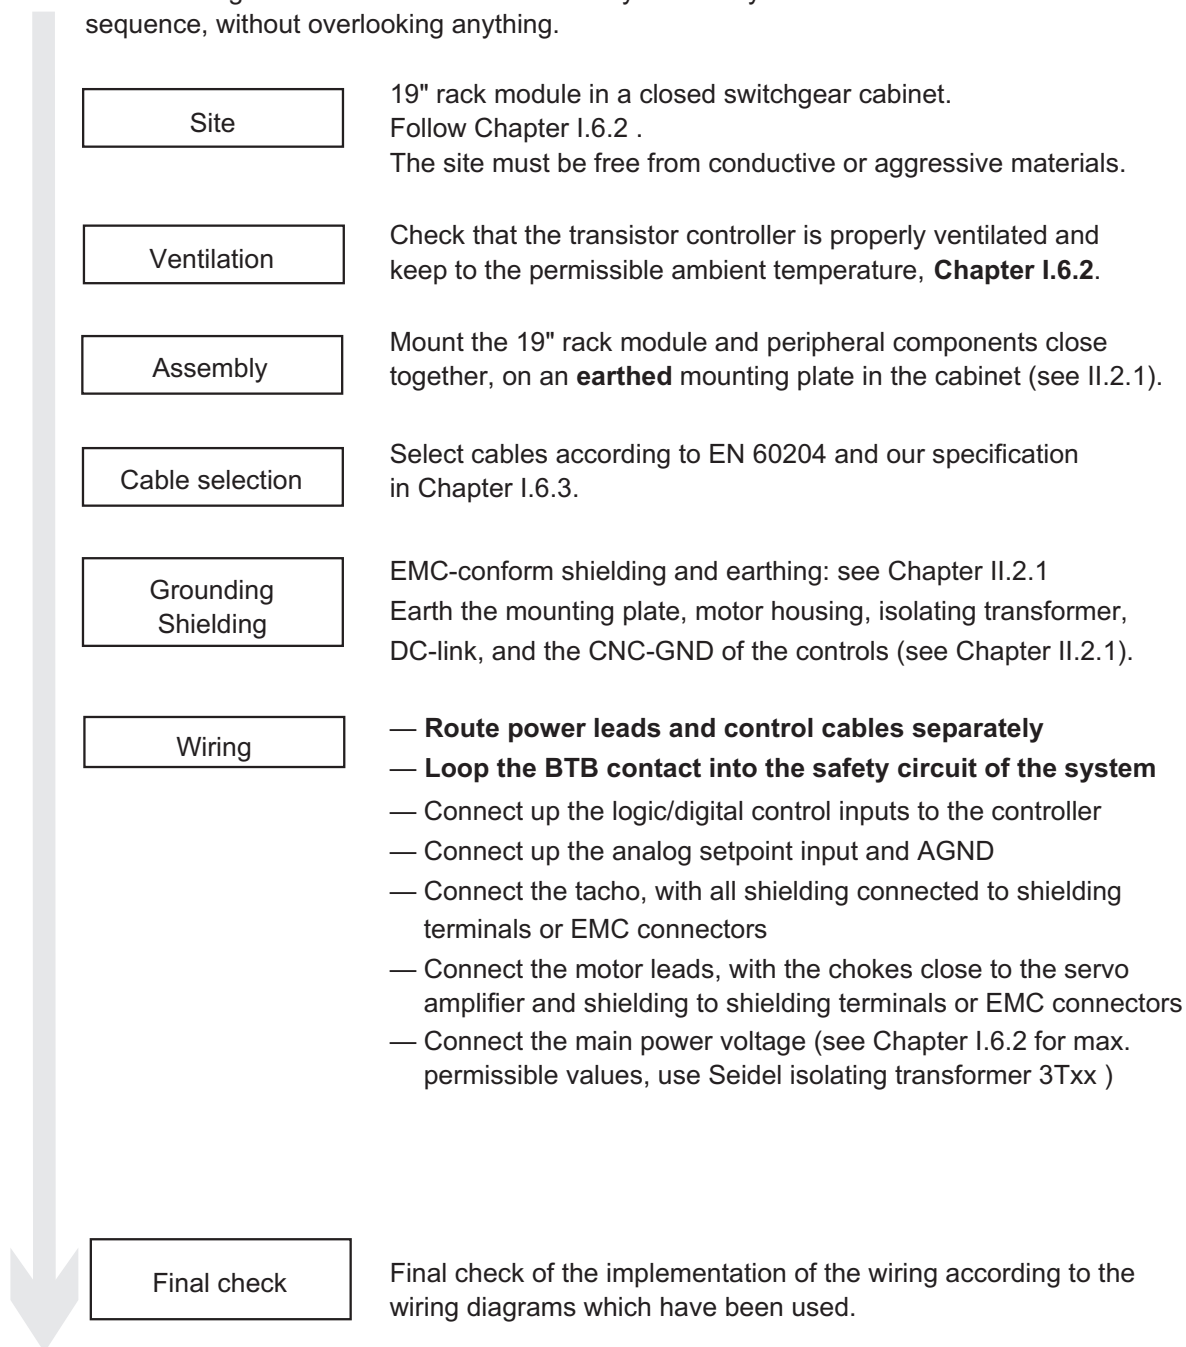 sequence, without overlooking anything.
Site
19" rack module in a closed switchgear cabinet.
Follow Chapter I.6.2 .
The site must be free from conductive or aggressive materials.
Ventilation
Check that the transistor controller is properly ventilated and
keep to the permissible ambient temperature, Chapter I.6.2.
Assembly
Mount the 19" rack module and peripheral components close
together, on an earthed mounting plate in the cabinet (see II.2.1).
Cable selection
Select cables according to EN 60204 and our specification
in Chapter I.6.3.
Grounding
Shielding
EMC-conform shielding and earthing: see Chapter II.2.1
Earth the mounting plate, motor housing, isolating transformer,
DC-link, and the CNC-GND of the controls (see Chapter II.2.1).
Wiring
— Route power leads and control cables separately
— Loop the BTB contact into the safety circuit of the system
— Connect up the logic/digital control inputs to the controller
— Connect up the analog setpoint input and AGND
— Connect the tacho, with all shielding connected to shielding
terminals or EMC connectors
— Connect the motor leads, with the chokes close to the servo
amplifier and shielding to shielding terminals or EMC connectors
— Connect the main power voltage (see Chapter I.6.2 for max.
permissible values, use Seidel isolating transformer 3Txx )
Final check
Final check of the implementation of the wiring according to the
wiring diagrams which have been used.